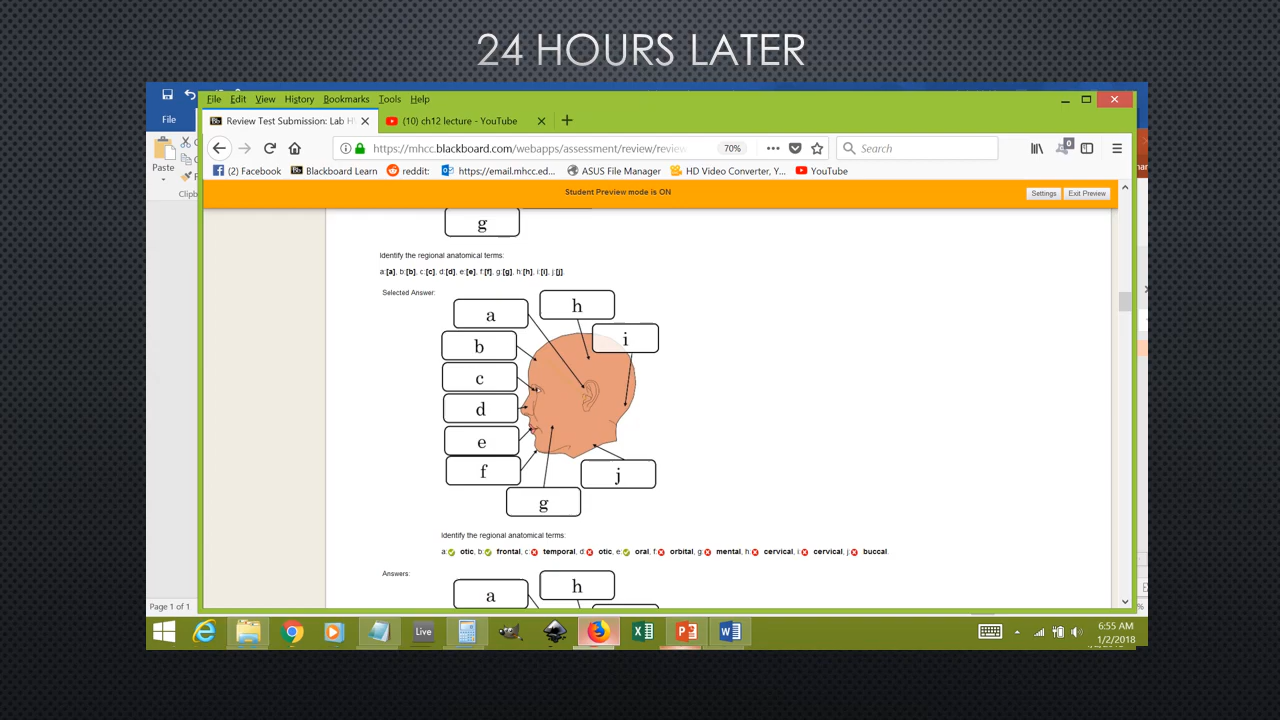 24 HOURS LATER
File
Paste
Clipb
File Edit View History Bookmarks Tools Help
Bb Review Test Submission: Lab H
(10) ch12 lecture - YouTube
https://mhcc.blackboard.com/webapps/assessment/review/review
70%
Search
(2) Facebook Blackboard Learn reddit: https://email.mhcc.ed... ASUS File Manager HD Video Converter, Y... YouTube
Student Preview mode is ON
Settings Exit Preview
g
Identify the regional anatomical terms:
a:[a], b:[b], c:[c], d:[d], e:[e], f:[f], g:[g], h:[h], i:[i], j:[j].
Selected Answer:
a
h
i
b
c
d
e
f
j
g
Identify the regional anatomical terms:
a: otic, b: frontal, c: temporal, d: otic, e: oral, f: orbital, g: mental, h: cervical, i: cervical, j: buccal.
Answers:
a
h
Page 1 of 1
Live
6:55 AM
1/2/2018